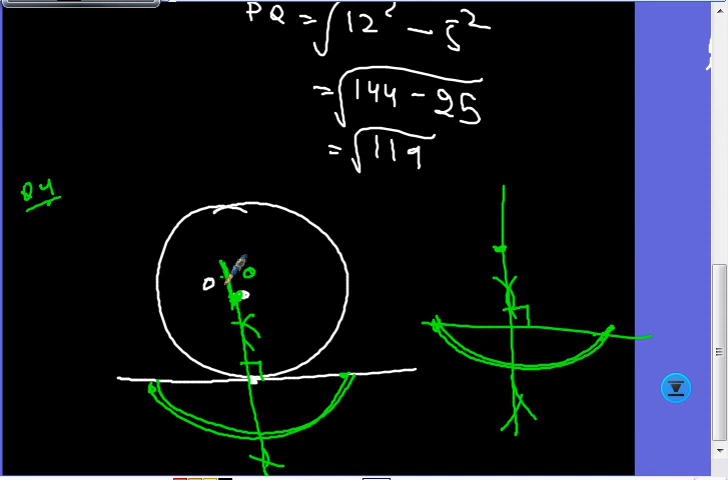 PQ = √12² - 5²
= √144 - 25
= √119
Q4
O
O